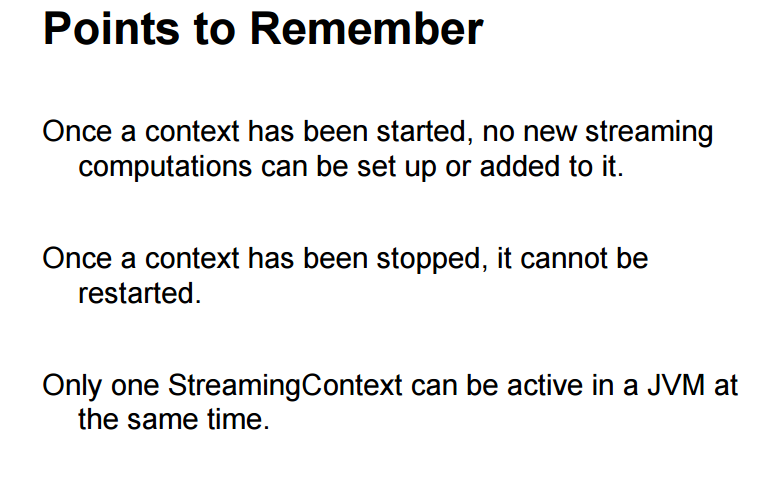 Points to Remember
Once a context has been started, no new streaming
computations can be set up or added to it.
Once a context has been stopped, it cannot be
restarted.
Only one StreamingContext can be active in a JVM at
the same time.